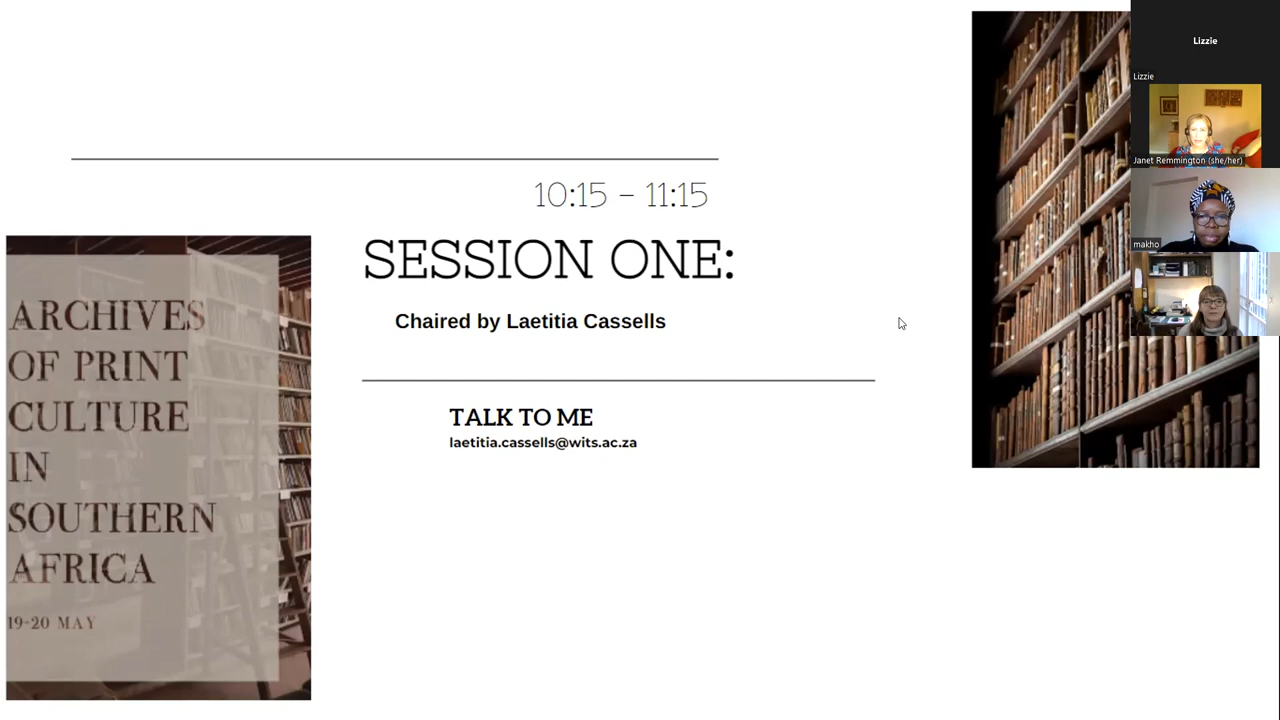 10:15 – 11:15
SESSION ONE:
Chaired by Laetitia Cassells
TALK TO ME
laetitia.cassells@wits.ac.za
ARCHIVES
OF PRINT
CULTURE
IN
SOUTHERN
AFRICA
19-20 MAY
Lizzie
Lizzie
Janet Remmington (she/her)
makho